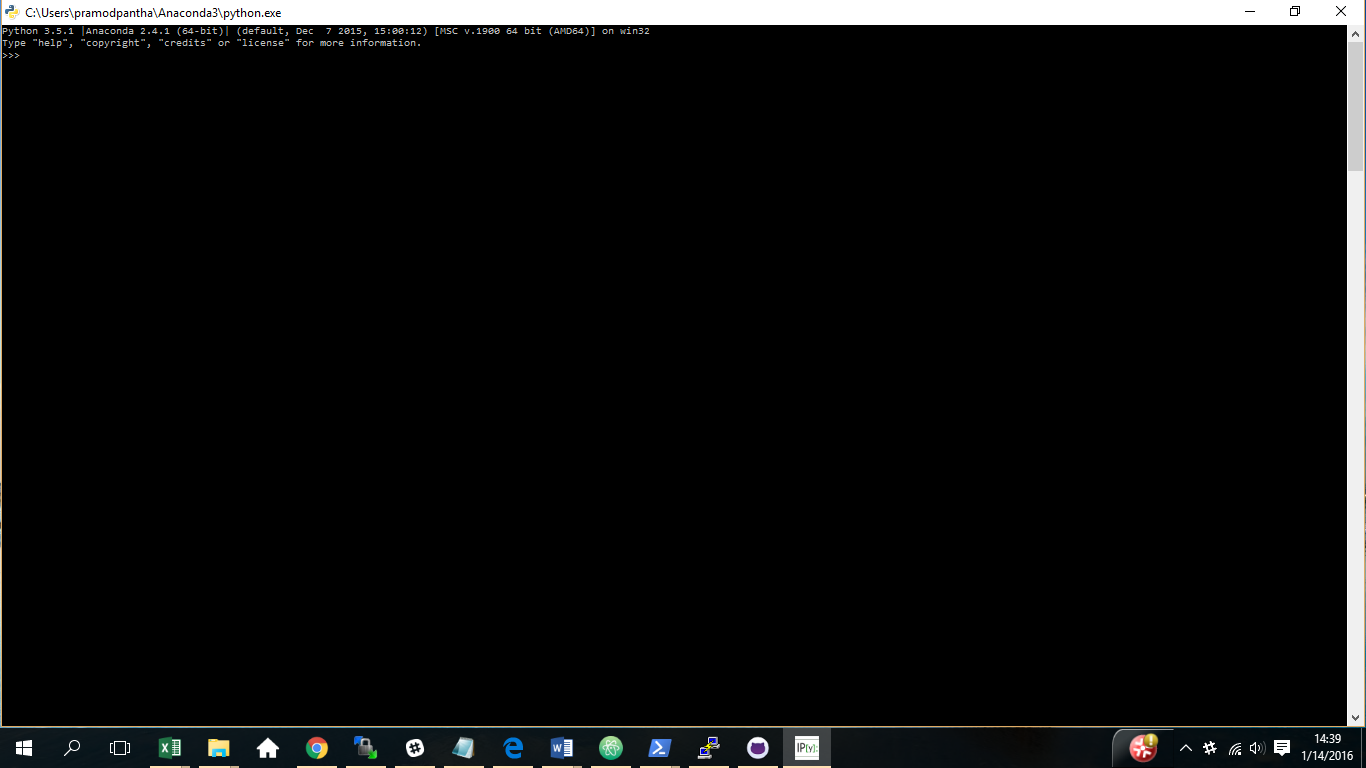 C:\Users\pramodpantha\Anaconda3\python.exe
Python 3.5.1 |Anaconda 2.4.1 (64-bit)| (default, Dec  7 2015, 15:00:12) [MSC v.1900 64 bit (AMD64)] on win32
Type "help", "copyright", "credits" or "license" for more information.
>>>
IP[y]:
14:39
1/14/2016